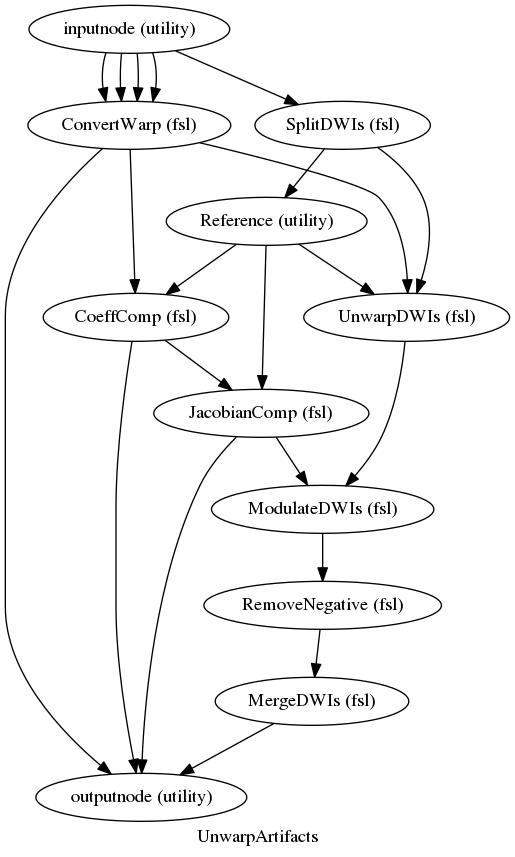 inputnode (utility)
ConvertWarp (fsl)
SplitDWIs (fsl)
Reference (utility)
CoeffComp (fsl)
UnwarpDWIs (fsl)
JacobianComp (fsl)
ModulateDWIs (fsl)
RemoveNegative (fsl)
MergeDWIs (fsl)
outputnode (utility)
UnwarpArtifacts